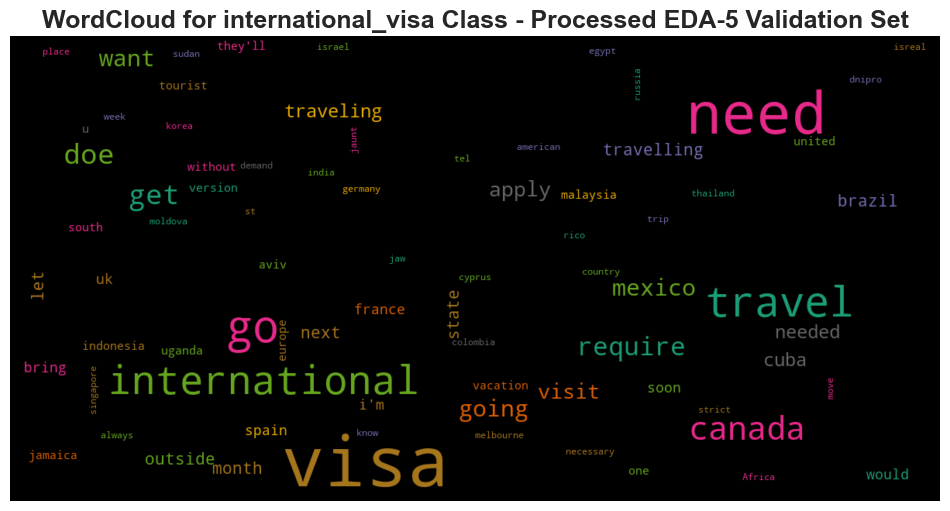 WordCloud for international_visa Class - Processed EDA-5 Validation Set
place
sudan
they'll
israel
egypt
isreal
want
tourist
russia
dnipro
week
korea
traveling
need
u
jaunt
american
travelling
united
doe
without
demand
india
tel
get
version
germany
apply
malaysia
thailand
brazil
moldova
st
trip
south
rico
aviv
jaw
cyprus
country
let
uk
mexico
travel
france
state
go
europe
next
colombia
require
needed
indonesia
uganda
cuba
bring
singapore
international
vacation
visit
soon
move
i'm
going
strict
always
spain
know
melbourne
canada
jamaica
outside
month
visa
necessary
one
Africa
would